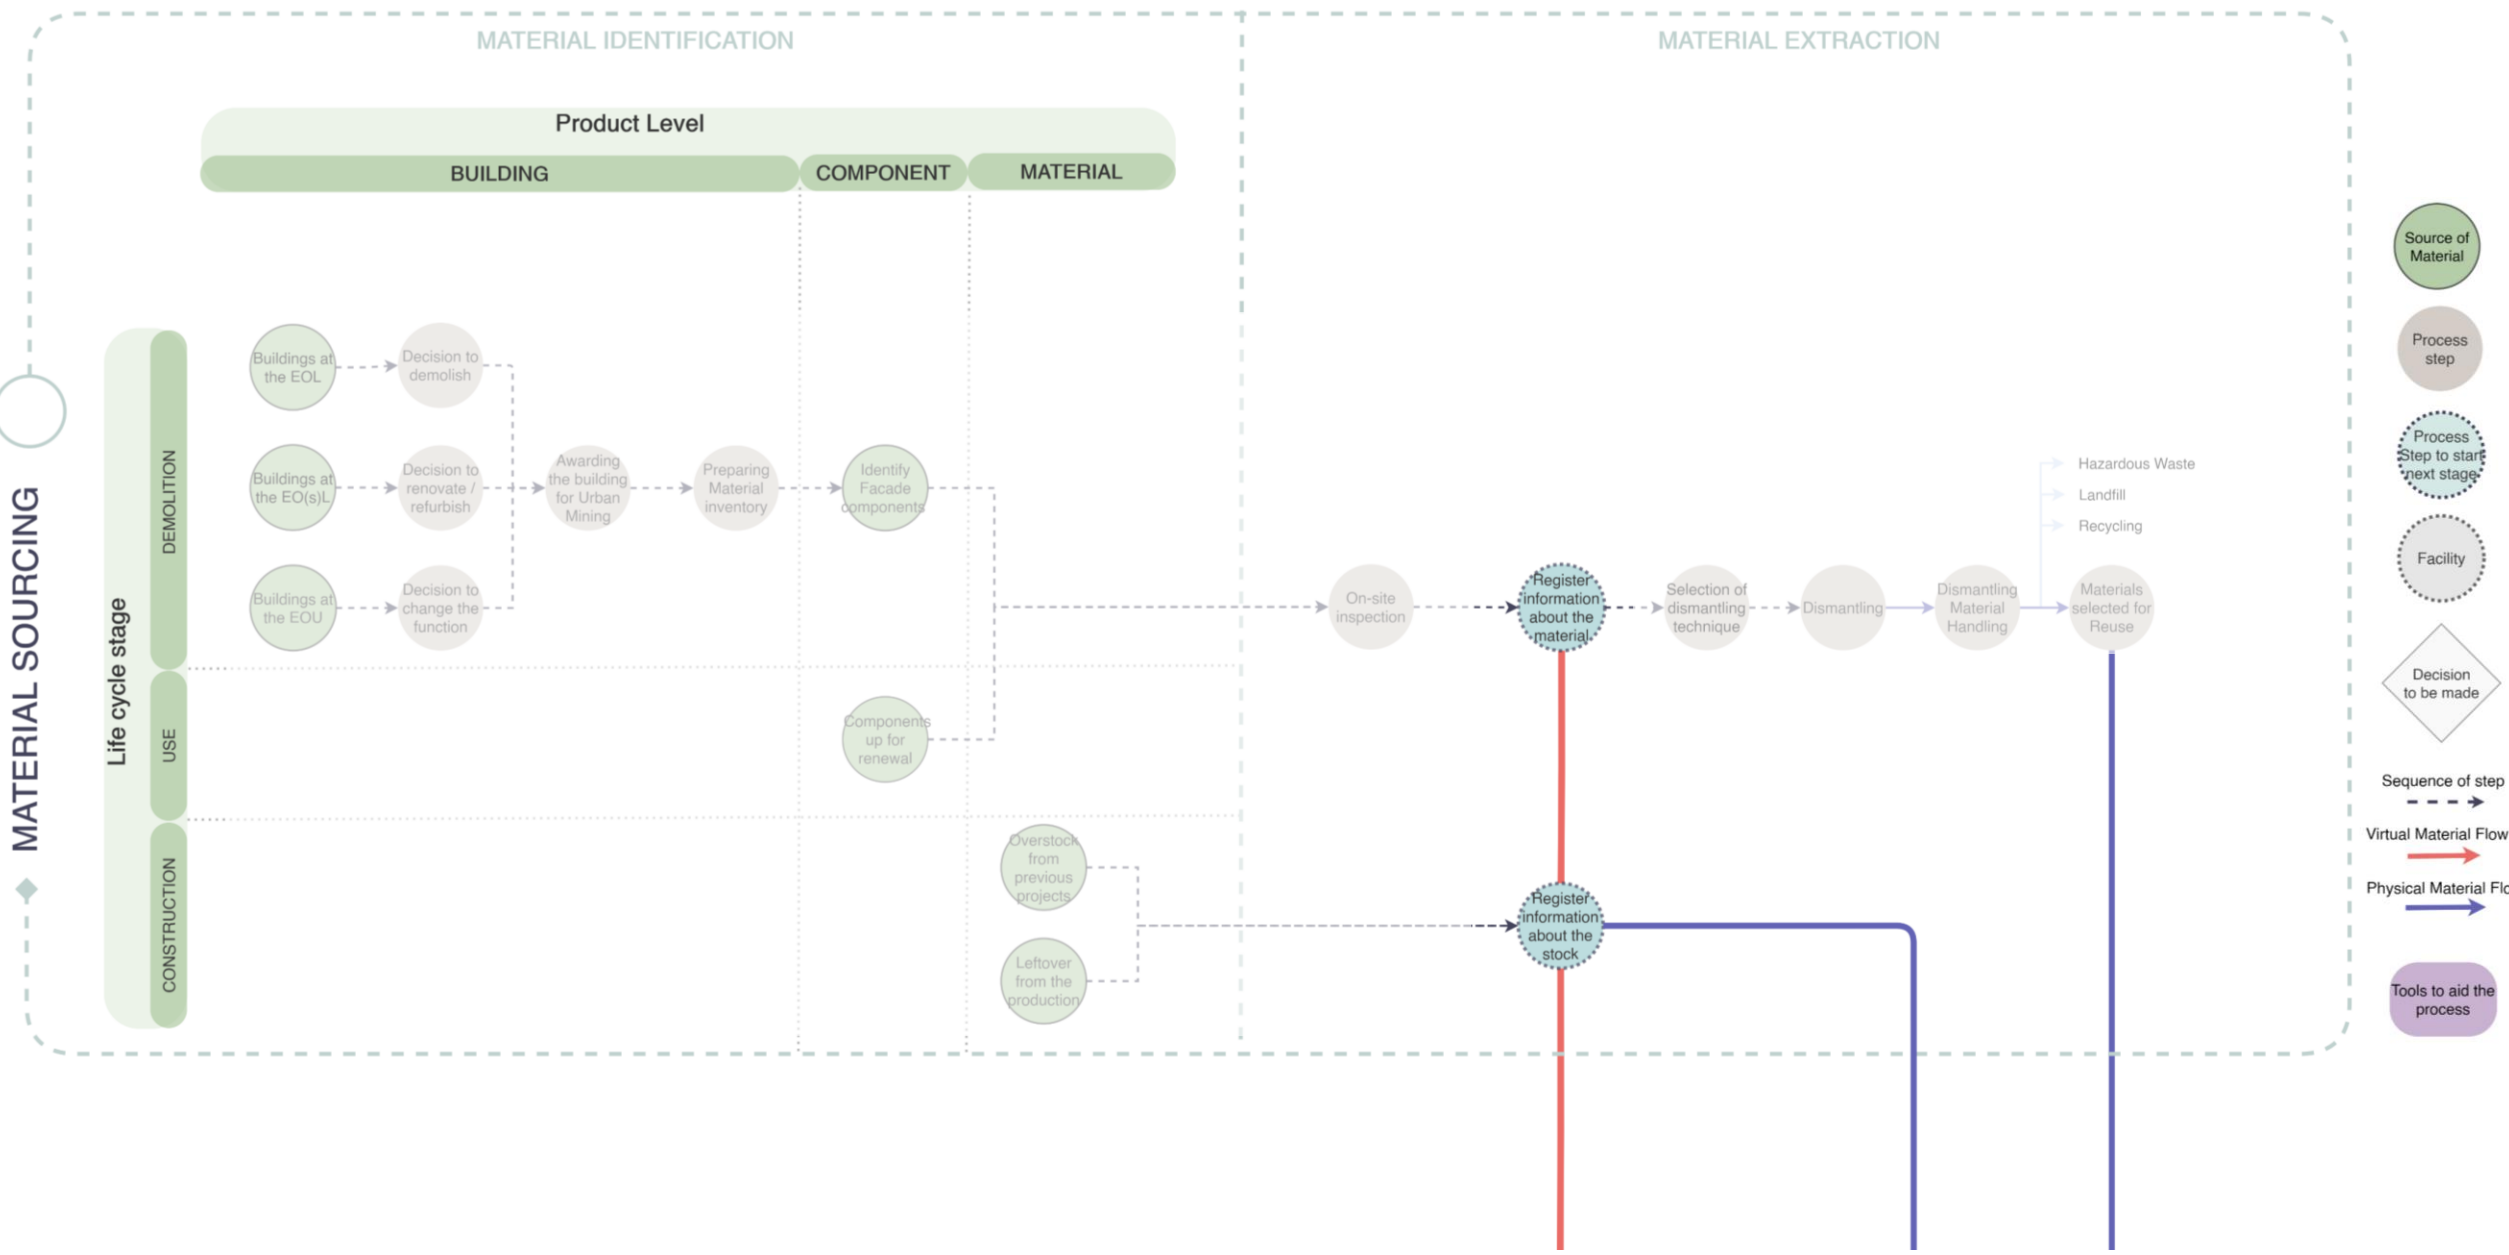 MATERIAL IDENTIFICATION
MATERIAL EXTRACTION
Product Level
BUILDING
COMPONENT
MATERIAL
MATERIAL SOURCING
Life cycle stage
DEMOLITION
USE
CONSTRUCTION
Buildings at
the EOL
Decision to
demolish
Buildings at
the EO(s)L
Decision to
renovate /
refurbish
Awarding
the building
for Urban
Mining
Preparing
Material
inventory
Identify
Facade
components
Buildings at
the EOU
Decision to
change the
function
Components
up for
renewal
Overstock
from
previous
projects
Leftover
from the
production
On-site
inspection
Register
information
about the
material
Selection of
dismantling
technique
Dismantling
Dismantling
Material
Handling
Materials
selected for
Reuse
Hazardous Waste
Landfill
Recycling
Register
information
about the
stock
Source of
Material
Process
step
Process
Step to start
next stage
Facility
Decision
to be made
Sequence of step
Virtual Material Flow
Physical Material Flo
Tools to aid the
process